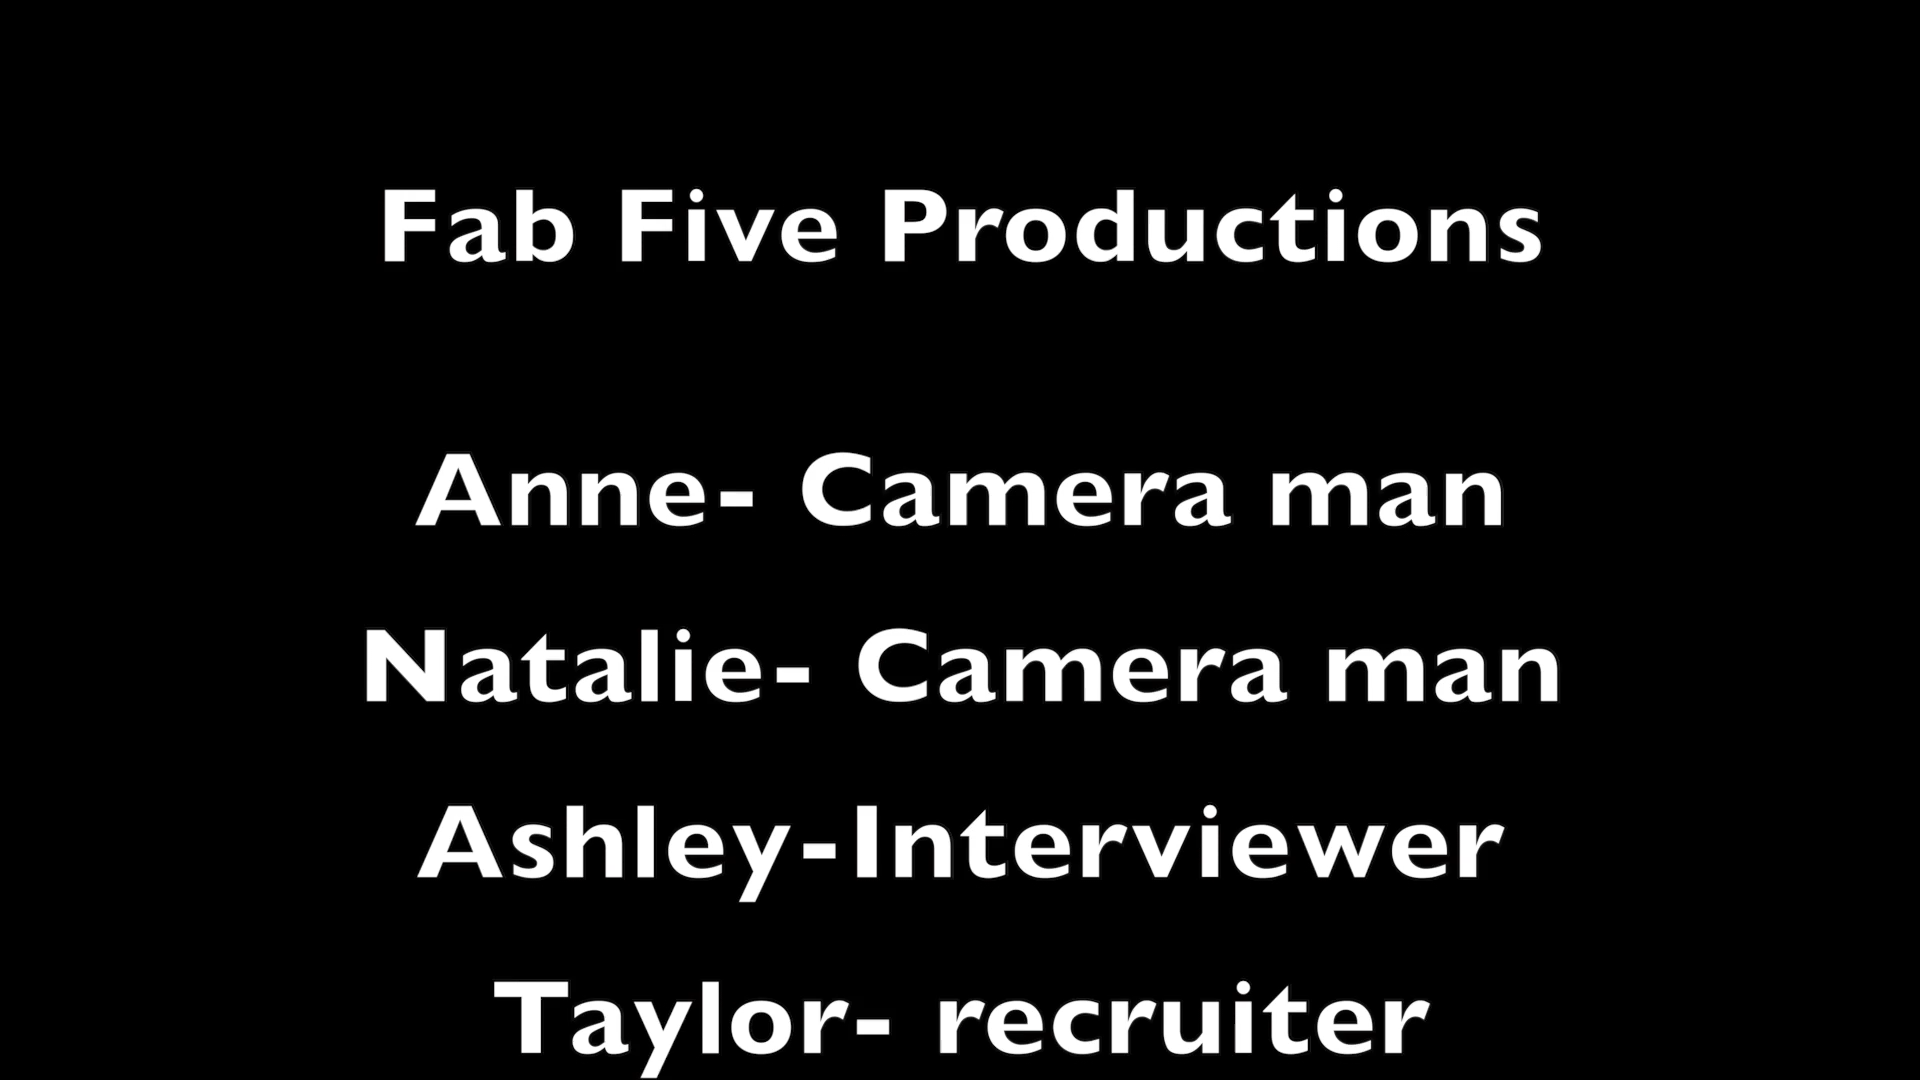 Fab Five Productions
Anne- Camera man
Natalie- Camera man
Ashley-Interviewer
Taylor- recruiter